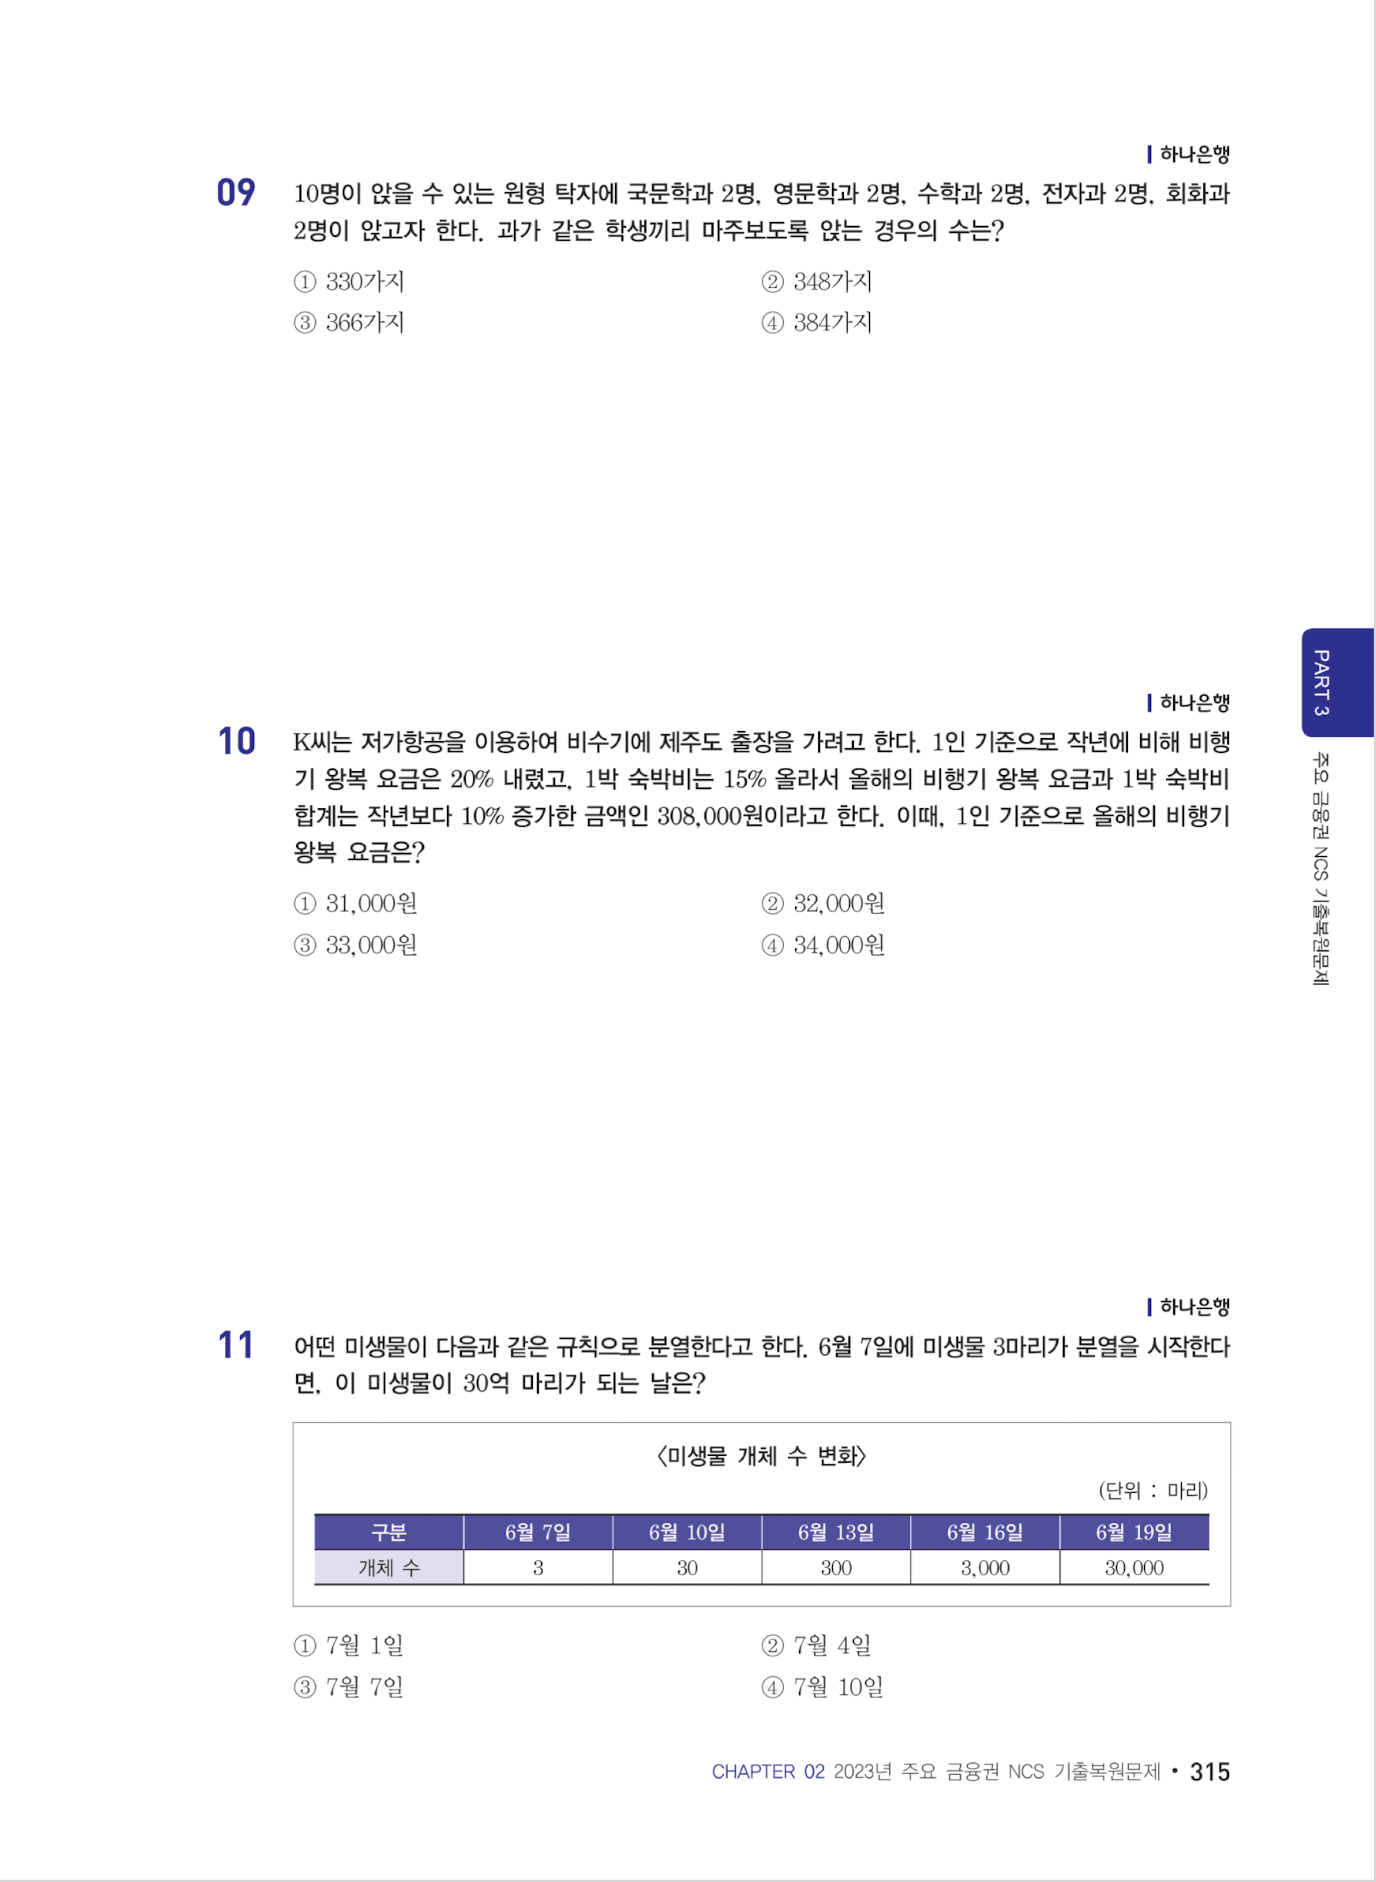 하나은행
09 10명이 앉을 수 있는 원형 탁자에 국문학과 2명, 영문학과 2명, 수학과 2명, 전자과 2명, 회화과
2명이 앉고자 한다. 과가 같은 학생끼리 마주보도록 앉는 경우의 수는?
① 330가지 ② 348가지
③ 366가지 ④ 384가지
하나은행
10 K씨는 저가항공을 이용하여 비수기에 제주도 출장을 가려고 한다. 1인 기준으로 작년에 비해 비행
기 왕복 요금은 20% 내렸고, 1박 숙박비는 15% 올라서 올해의 비행기 왕복 요금과 1박 숙박비
합계는 작년보다 10% 증가한 금액인 308,000원이라고 한다. 이때, 1인 기준으로 올해의 비행기
왕복 요금은?
① 31,000원 ② 32,000원
③ 33,000원 ④ 34,000원
PART 3
주요 금융권 NCS 기출복원문제
하나은행
11 어떤 미생물이 다음과 같은 규칙으로 분열한다고 한다. 6월 7일에 미생물 3마리가 분열을 시작한다
면, 이 미생물이 30억 마리가 되는 날은?
〈미생물 개체 수 변화〉
(단위 : 마리)
구분 6월 7일 6월 10일 6월 13일 6월 16일 6월 19일
개체 수 3 30 300 3,000 30,000
① 7월 1일 ② 7월 4일
③ 7월 7일 ④ 7월 10일
CHAPTER 02 2023년 주요 금융권 NCS 기출복원문제 • 315